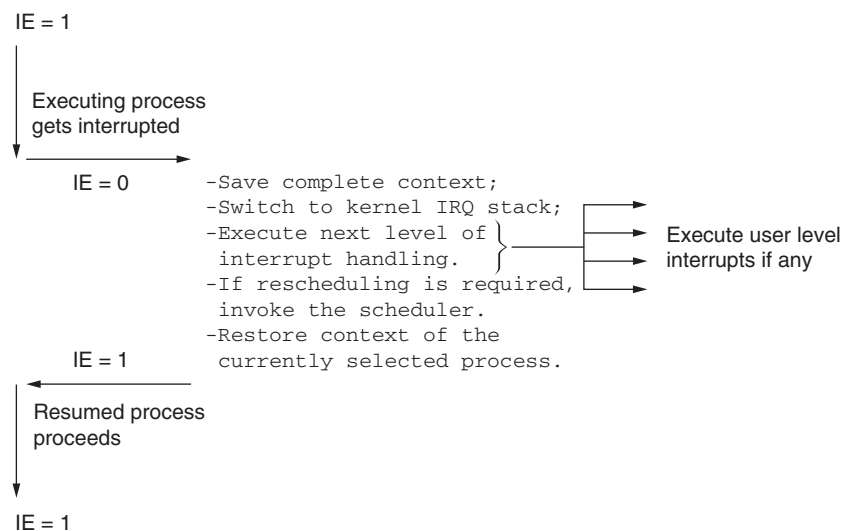 IE = 1
Executing process
gets interrupted
IE = 0
-Save complete context;
-Switch to kernel IRQ stack;
-Execute next level of
interrupt handling.
-If rescheduling is required,
invoke the scheduler.
-Restore context of the
currently selected process.
Execute user level
interrupts if any
IE = 1
Resumed process
proceeds
IE = 1